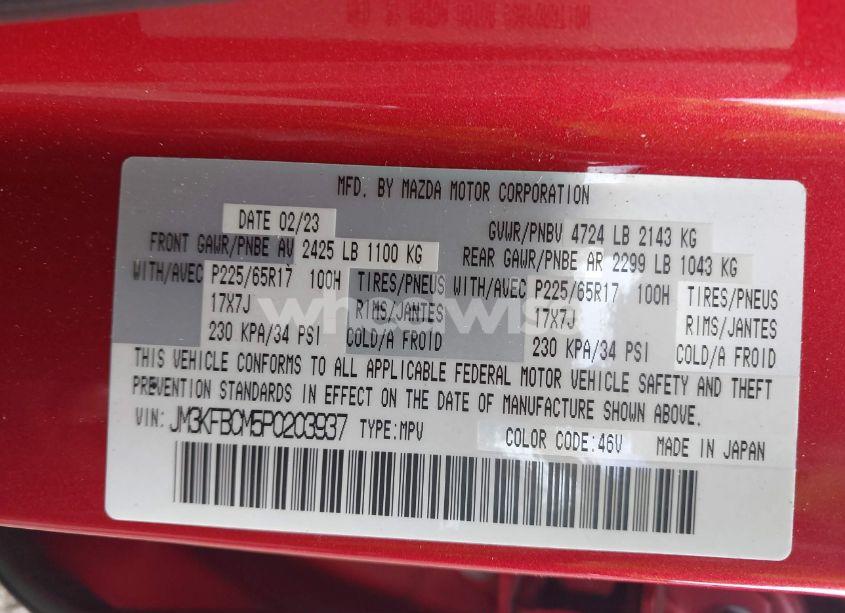 MFD. BY MAZDA MOTOR CORPORATION
DATE 02/23 GVWR/PNBV 4724 LB 2143 KG
FRONT GAWR/PNBE AV 2425 LB 1100 KG REAR GAWR/PNBE AR 2299 LB 1043 KG
WITH/AVEC P225/65R17 100H TIRES/PNEUS WITH/AVEC P225/65R17 100H TIRES/PNEUS
17X7J RIMS/JANTES 17X7J RIMS/JANTES
230 KPA/34 PSI COLD/A FROID 230 KPA/34 PSI COLD/A FROID
THIS VEHICLE CONFORMS TO ALL APPLICABLE FEDERAL MOTOR VEHICLE SAFETY AND THEFT
PREVENTION STANDARDS IN EFFECT ON THE DATE OF MANUFACTURE SHOWN ABOVE.
VIN: JM3KFBCM5P0203937 TYPE:MPV COLOR CODE:46V MADE IN JAPAN